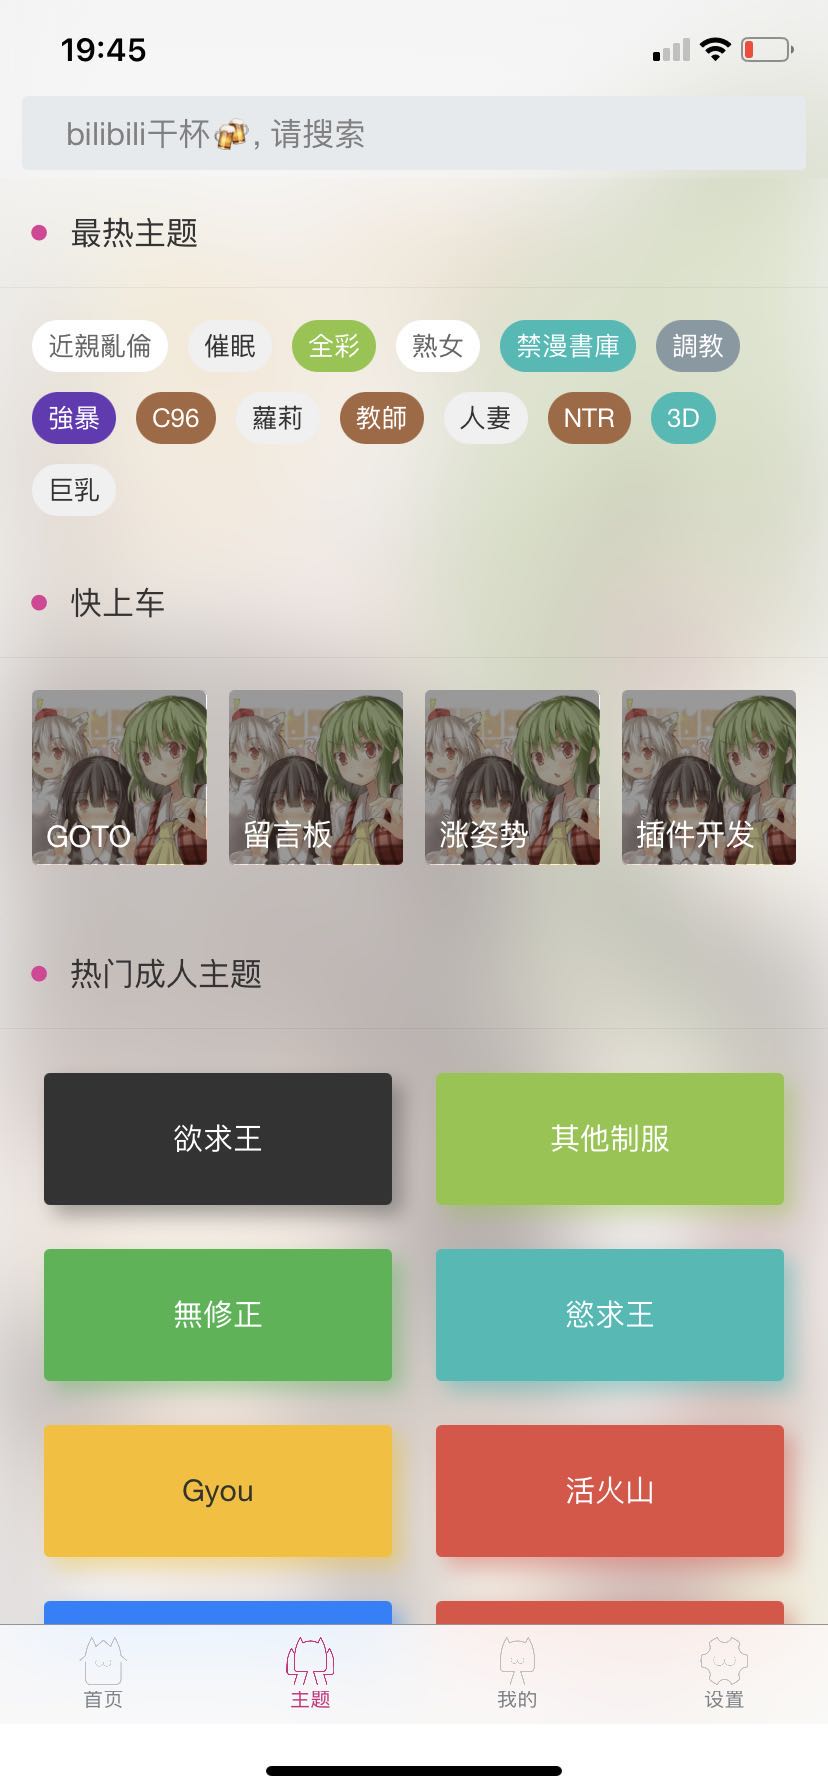 19:45
bilibili干杯🍻, 请搜索
最热主题
近親亂倫 催眠 全彩 熟女 禁漫書庫 調教
強暴 C96 蘿莉 教師 人妻 NTR 3D
巨乳
快上车
GOTO 留言板 涨姿势 插件开发
热门成人主题
欲求王 其他制服
無修正 慾求王
Gyou 活火山
首页 主题 我的 设置